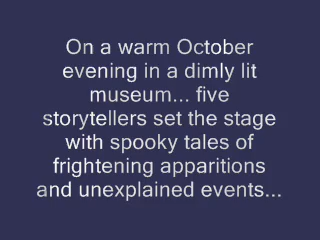 On a warm October
evening in a dimly lit
museum... five
storytellers set the stage
with spooky tales of
frightening apparitions
and unexplained events...